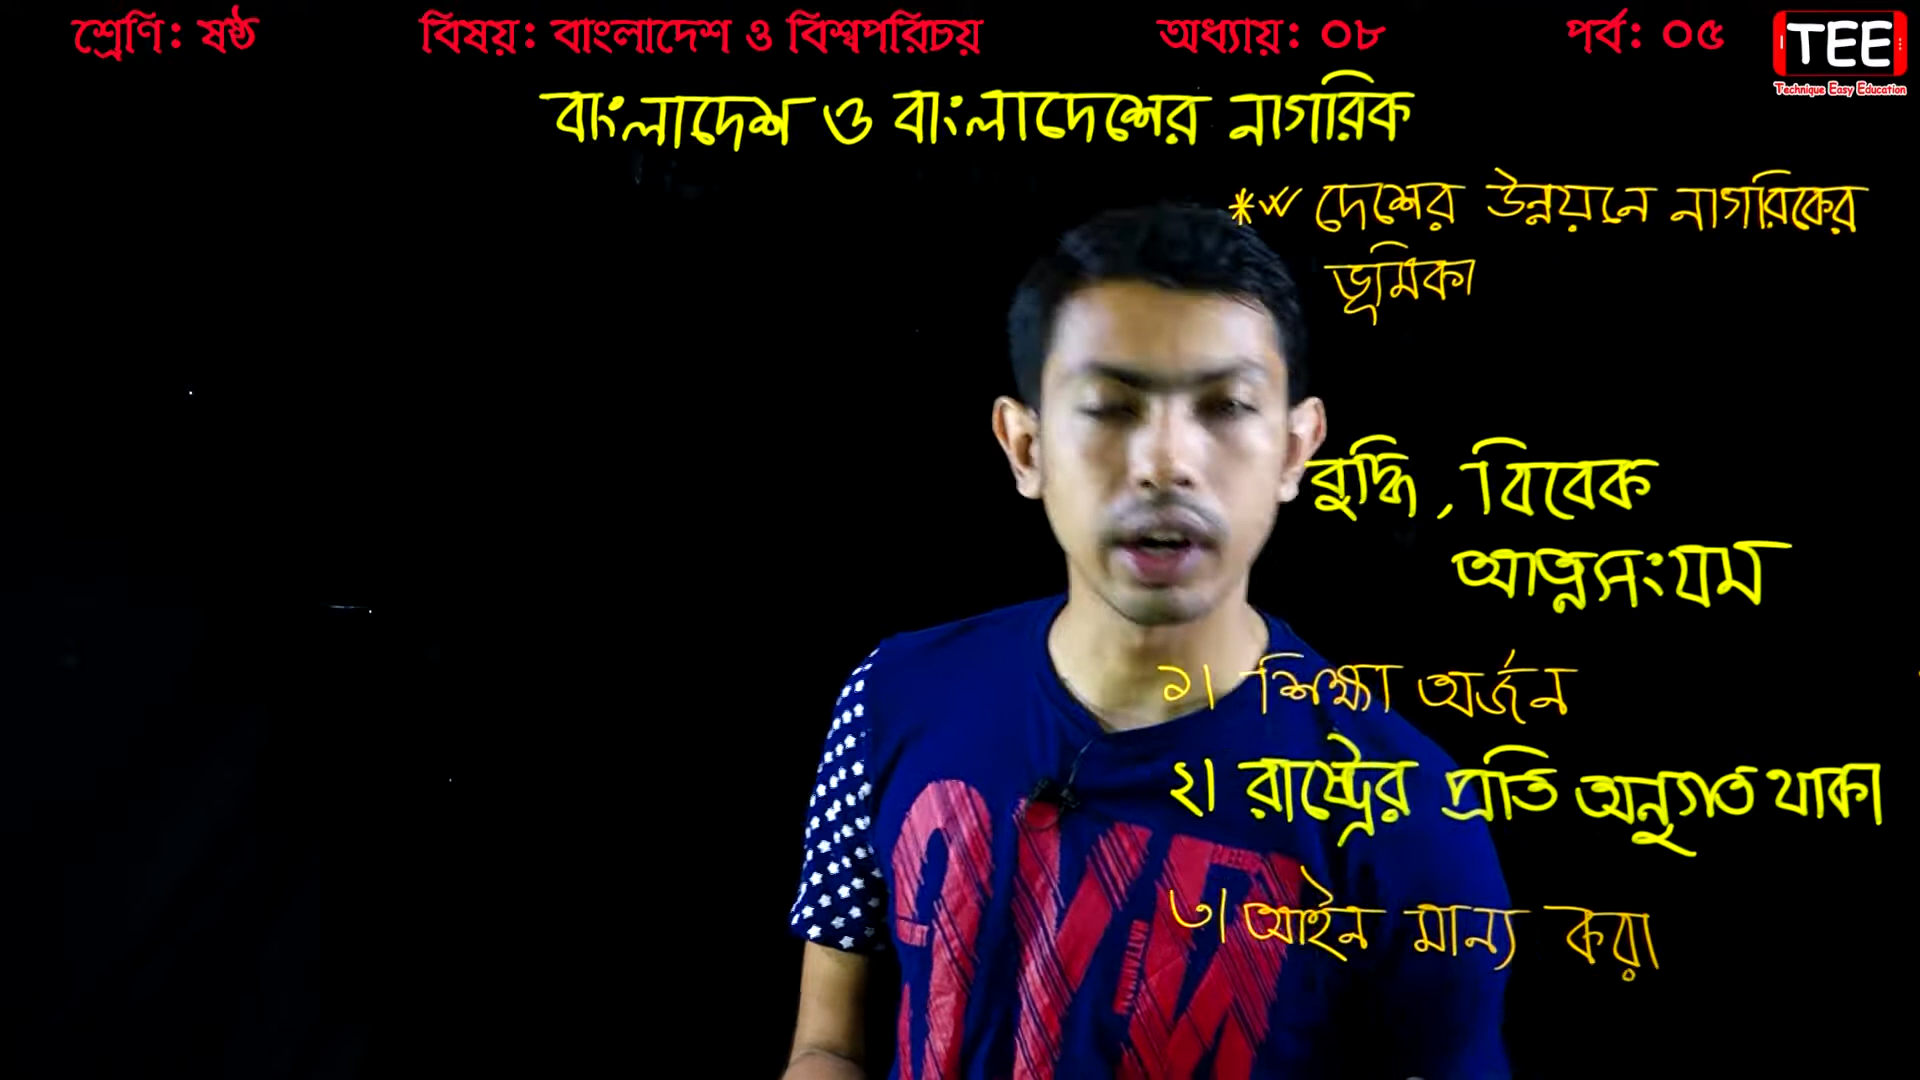 শ্রেণি: ষষ্ঠ বিষয়: বাংলাদেশ ও বিশ্বপরিচয় অধ্যায়: ০৮ পর্ব: ০৫
TEE
Technique Easy Education
বাংলাদেশ ও বাংলাদেশের নাগরিক
* দেশের উন্নয়নে নাগরিকের
ভূমিকা
বুদ্ধি, বিবেক
আত্নসংযম
১। শিক্ষা অর্জন
২। রাষ্ট্রের প্রতি অনুগত থাকা
৩। আইন মান্য করা